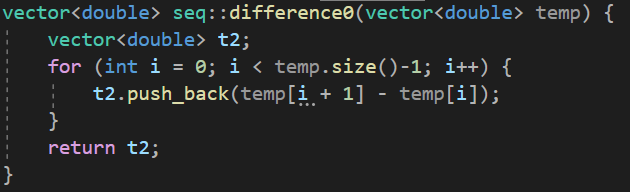 vector<double> seq::difference0(vector<double> temp) {
    vector<double> t2;
    for (int i = 0; i < temp.size()-1; i++) {
        t2.push_back(temp[i + 1] - temp[i]);
    }
    return t2;
}